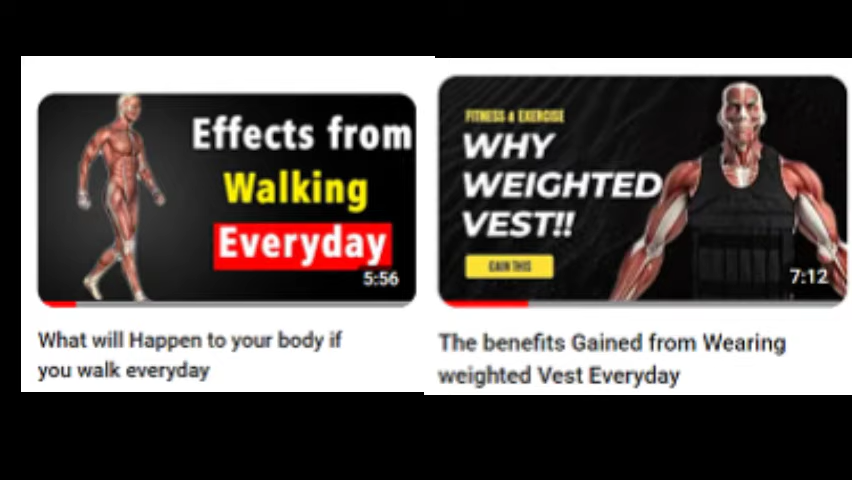 Effects from
Walking
Everyday
5:56
What will Happen to your body if
you walk everyday
FITNESS & EXERCISE
WHY
WEIGHTED
VEST!!
GAIN THIS
7:12
The benefits Gained from Wearing
weighted Vest Everyday